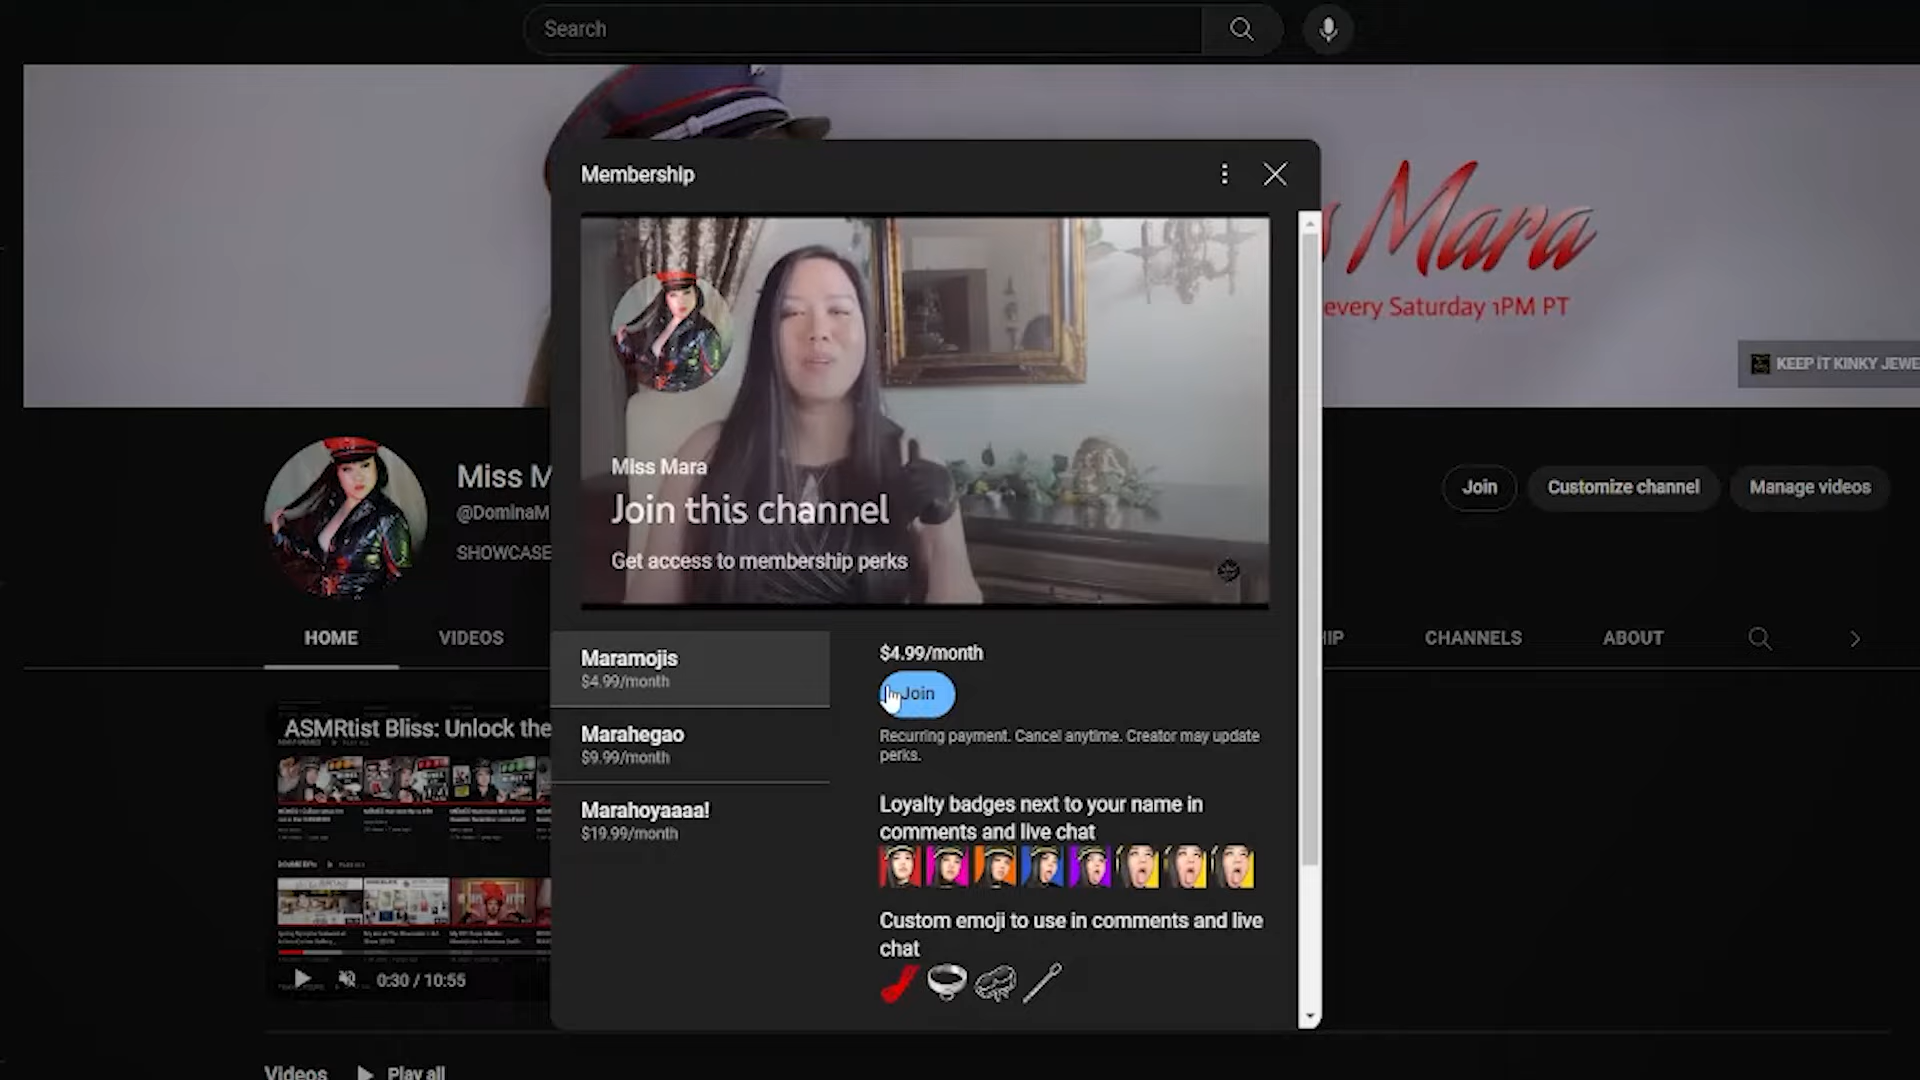 Search
Membership
Mara
every Saturday 1PM PT
KEEP IT KINKY JEWE
Miss Mara
Join this channel
Get access to membership perks
Miss M
@DominaM
SHOWCASE
Join
Customize channel
Manage videos
HOME
VIDEOS
CHANNELS
ABOUT
Maramojis
$4.99/month
Marahegao
$9.99/month
Marahoyaaaa!
$19.99/month
$4.99/month
Join
Recurring payment. Cancel anytime. Creator may update
perks.
Loyalty badges next to your name in
comments and live chat
Custom emoji to use in comments and live
chat
ASMRtist Bliss: Unlock the
0:30 / 10:55
Videos
Play all